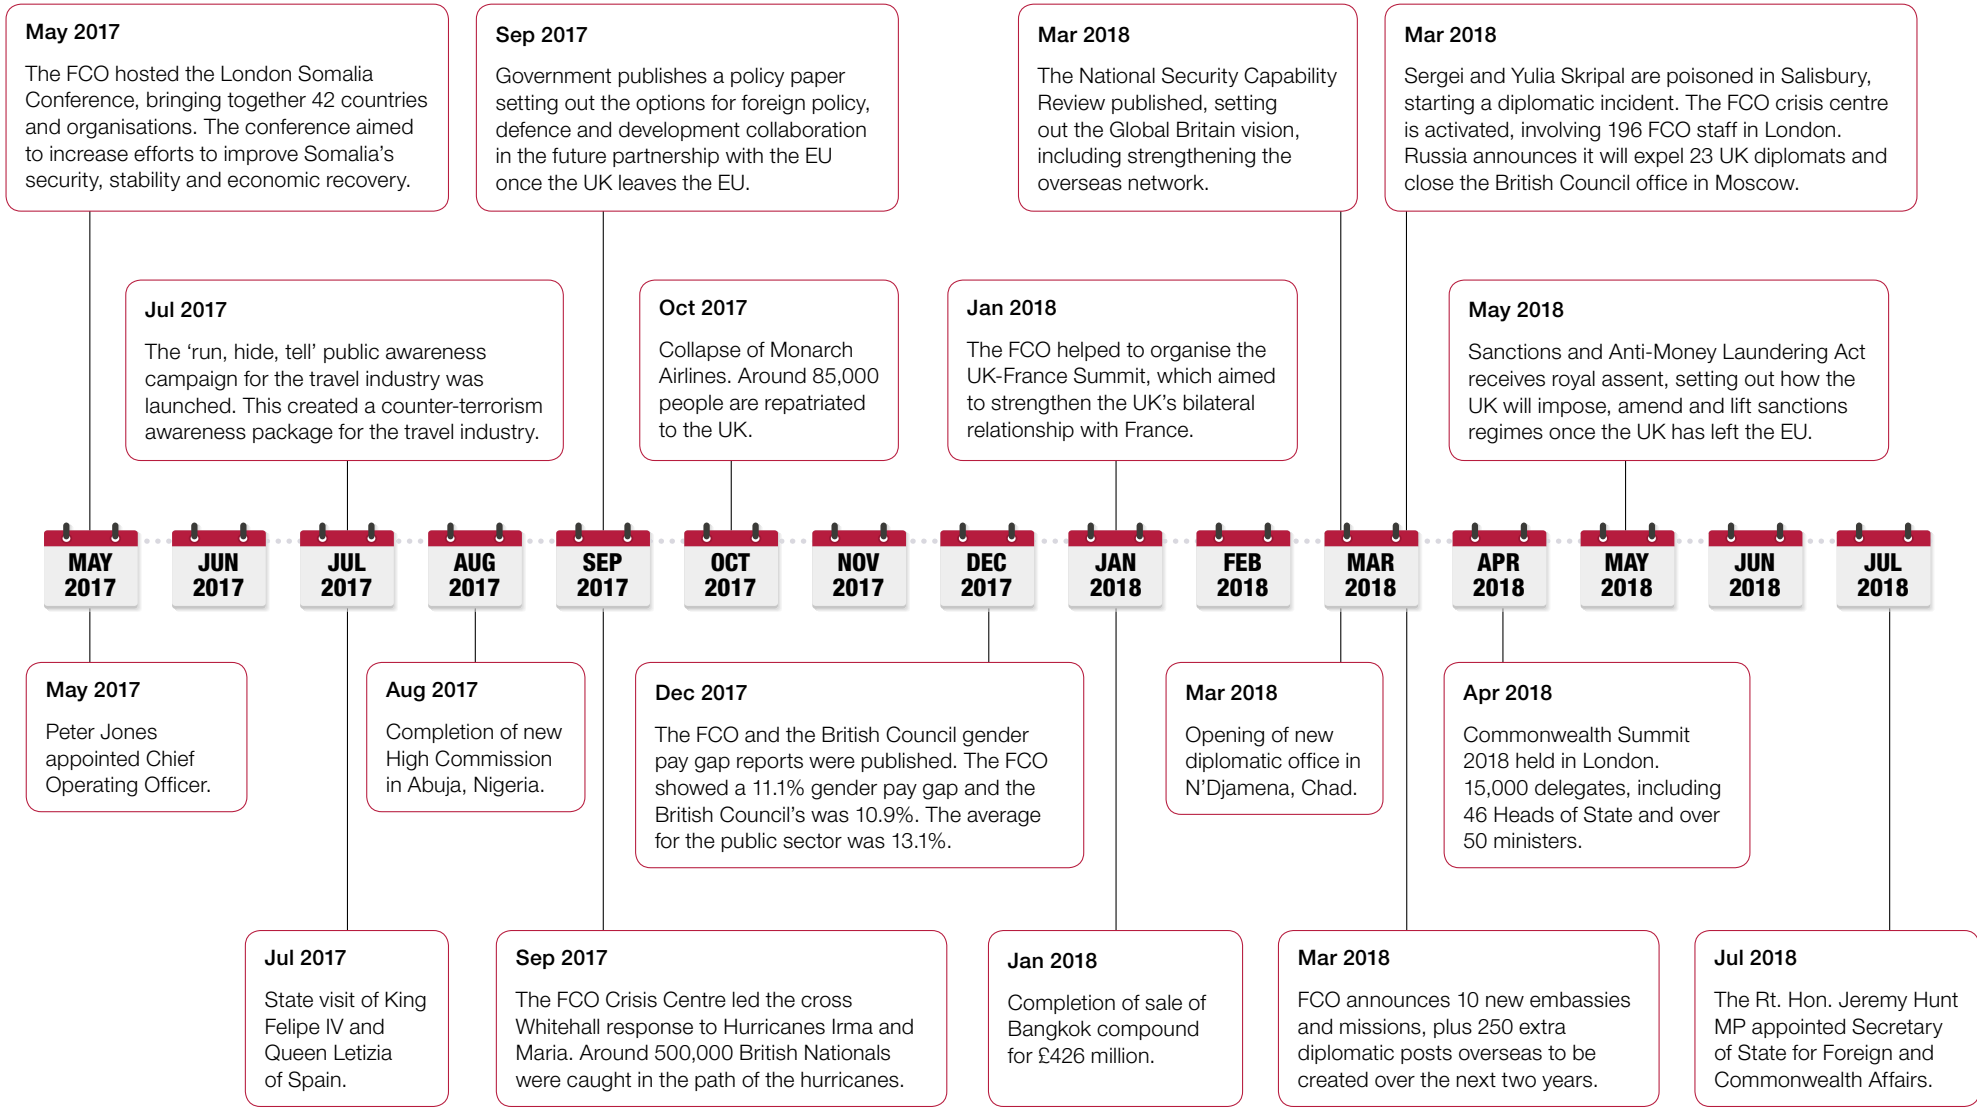 May 2017
The FCO hosted the London Somalia
Conference, bringing together 42 countries
and organisations. The conference aimed
to increase efforts to improve Somalia's
security, stability and economic recovery.
Sep 2017
Government publishes a policy paper
setting out the options for foreign policy,
defence and development collaboration
in the future partnership with the EU
once the UK leaves the EU.
Mar 2018
The National Security Capability
Review published, setting
out the Global Britain vision,
including strengthening the
overseas network.
Mar 2018
Sergei and Yulia Skripal are poisoned in Salisbury,
starting a diplomatic incident. The FCO crisis centre
is activated, involving 196 FCO staff in London.
Russia announces it will expel 23 UK diplomats and
close the British Council office in Moscow.
Jul 2017
The 'run, hide, tell' public awareness
campaign for the travel industry was
launched. This created a counter-terrorism
awareness package for the travel industry.
Oct 2017
Collapse of Monarch
Airlines. Around 85,000
people are repatriated
to the UK.
Jan 2018
The FCO helped to organise the
UK-France Summit, which aimed
to strengthen the UK's bilateral
relationship with France.
May 2018
Sanctions and Anti-Money Laundering Act
receives royal assent, setting out how the
UK will impose, amend and lift sanctions
regimes once the UK has left the EU.
MAY
2017
JUN
2017
JUL
2017
AUG
2017
SEP
2017
OCT
2017
NOV
2017
DEC
2017
JAN
2018
FEB
2018
MAR
2018
APR
2018
MAY
2018
JUN
2018
JUL
2018
May 2017
Peter Jones
appointed Chief
Operating Officer.
Aug 2017
Completion of new
High Commission
in Abuja, Nigeria.
Dec 2017
The FCO and the British Council gender
pay gap reports were published. The FCO
showed a 11.1% gender pay gap and the
British Council's was 10.9%. The average
for the public sector was 13.1%.
Mar 2018
Opening of new
diplomatic office in
N'Djamena, Chad.
Apr 2018
Commonwealth Summit
2018 held in London.
15,000 delegates, including
46 Heads of State and over
50 ministers.
Jul 2017
State visit of King
Felipe IV and
Queen Letizia
of Spain.
Sep 2017
The FCO Crisis Centre led the cross
Whitehall response to Hurricanes Irma and
Maria. Around 500,000 British Nationals
were caught in the path of the hurricanes.
Jan 2018
Completion of sale of
Bangkok compound
for £426 million.
Mar 2018
FCO announces 10 new embassies
and missions, plus 250 extra
diplomatic posts overseas to be
created over the next two years.
Jul 2018
The Rt. Hon. Jeremy Hunt
MP appointed Secretary
of State for Foreign and
Commonwealth Affairs.